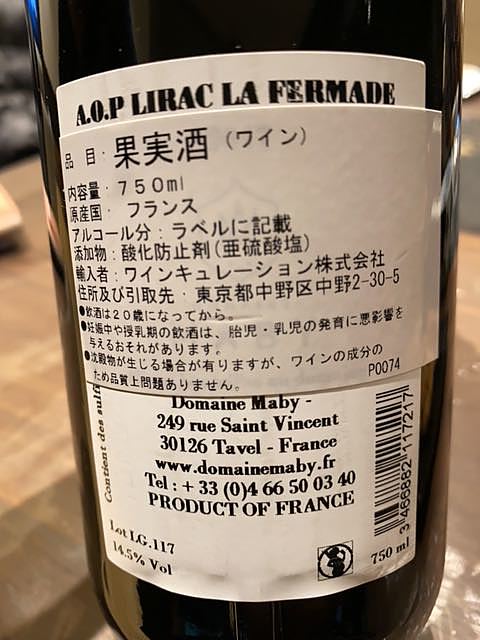 A.O.P LIRAC LA FERMADE
品 目: 果実酒 (ワイン)
内容量: 750ml
原産国: フランス
アルコール分: ラベルに記載
添加物: 酸化防止剤(亜硫酸塩)
輸入者: ワインキュレーション株式会社
住所及び引取先: 東京都中野区中野2-30-5
●飲酒は20歳になってから。
●妊娠中や授乳期の飲酒は、胎児・乳児の発育に悪影響を
与えるおそれがあります。
●沈殿物が生じる場合が有りますが、ワインの成分の
ため品質上問題ありません。
P0074
Contient des sulfi
Domaine Maby -
249 rue Saint Vincent
30126 Tavel - France
www.domainemaby.fr
Tel : + 33 (0)4 66 50 03 40
PRODUCT OF FRANCE
Lot LG.117
14.5% Vol
750 ml
3 466882 117217